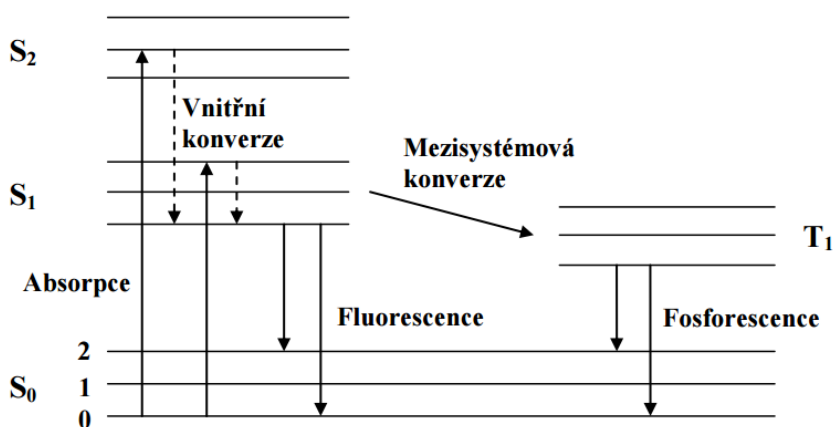 S₂
Vnitřní
konverze
Mezisystémová
konverze
S₁
T₁
Absorpce
Fluorescence
Fosforescence
2
S₀
1
0